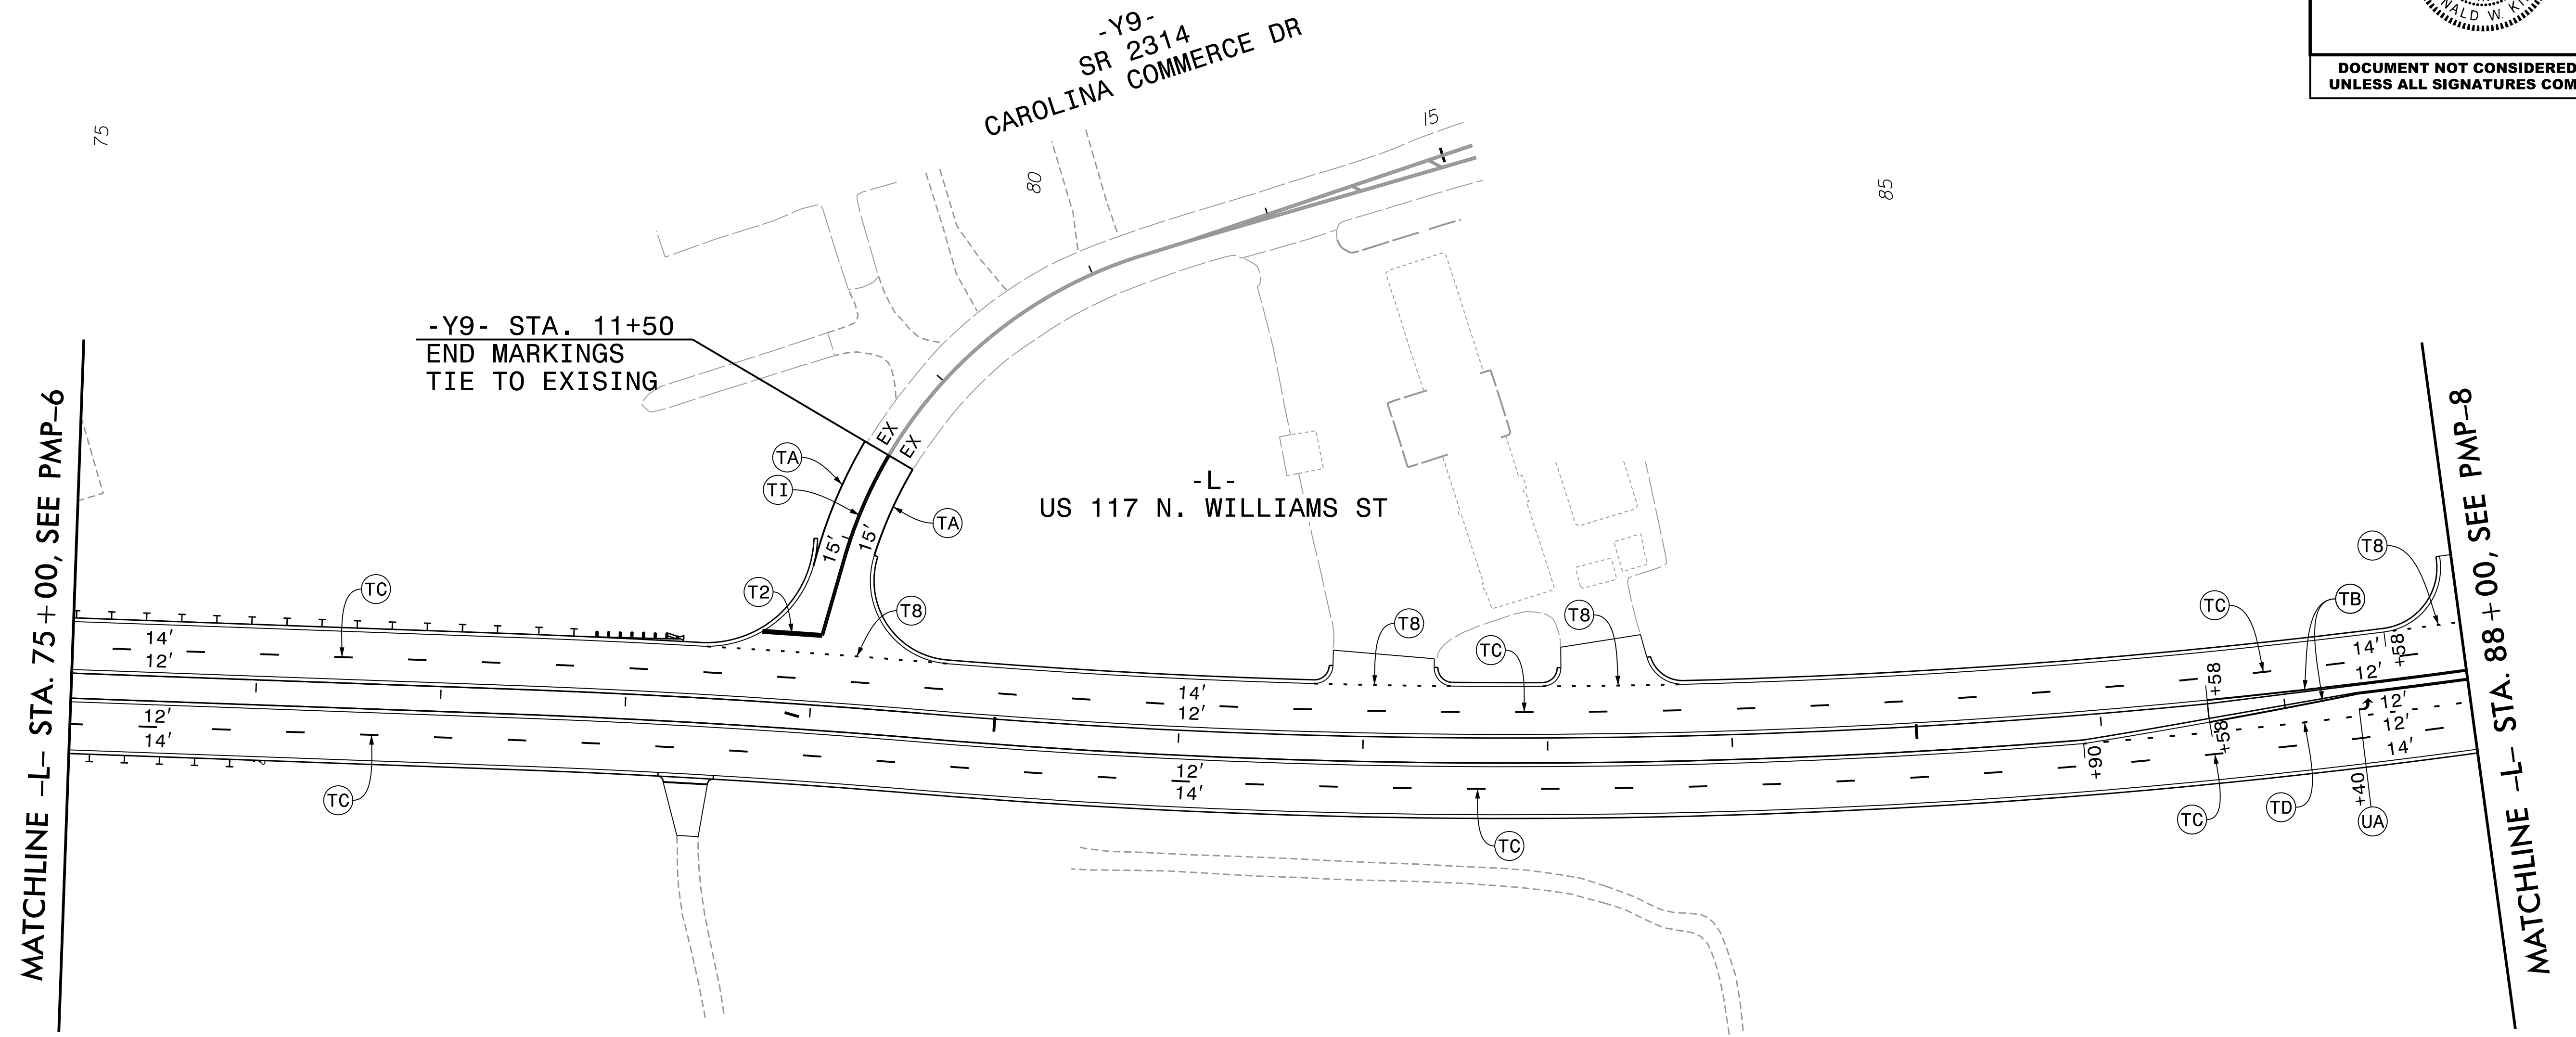 -Y9-
SR 2314
CAROLINA COMMERCE DR
NALD W. KI
DOCUMENT NOT CONSIDERED
UNLESS ALL SIGNATURES COM
75
80
15
85
-Y9- STA. 11+50
END MARKINGS
TIE TO EXISING
EX
EX
TA
TI
TA
15'
15'
-L-
US 117 N. WILLIAMS ST
MATCHLINE -L- STA. 75+00, SEE PMP-6
MATCHLINE -L- STA. 88+00, SEE PMP-8
TC
T2
T8
T8
TC
T8
TC
TB
T8
14'
12'
12'
14'
14'
12'
12'
14'
14'
12'
12'
12'
14'
+58
+58
+58
+90
+40
TC
TC
TC
TD
UA